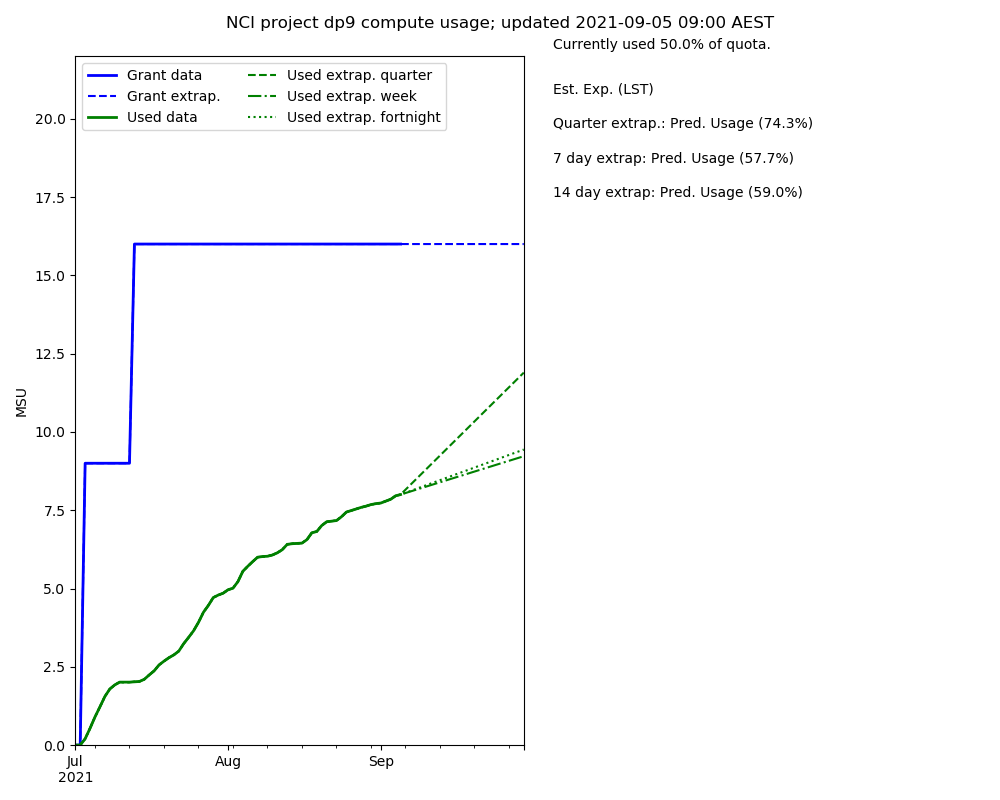 NCI project dp9 compute usage; updated 2021-09-05 09:00 AEST
Currently used 50.0% of quota.
Est. Exp. (LST)
Quarter extrap.: Pred. Usage (74.3%)
7 day extrap: Pred. Usage (57.7%)
14 day extrap: Pred. Usage (59.0%)
Grant data
Grant extrap.
Used data
Used extrap. quarter
Used extrap. week
Used extrap. fortnight
MSU
20.0
17.5
15.0
12.5
10.0
7.5
5.0
2.5
0.0
Jul
2021
Aug
Sep